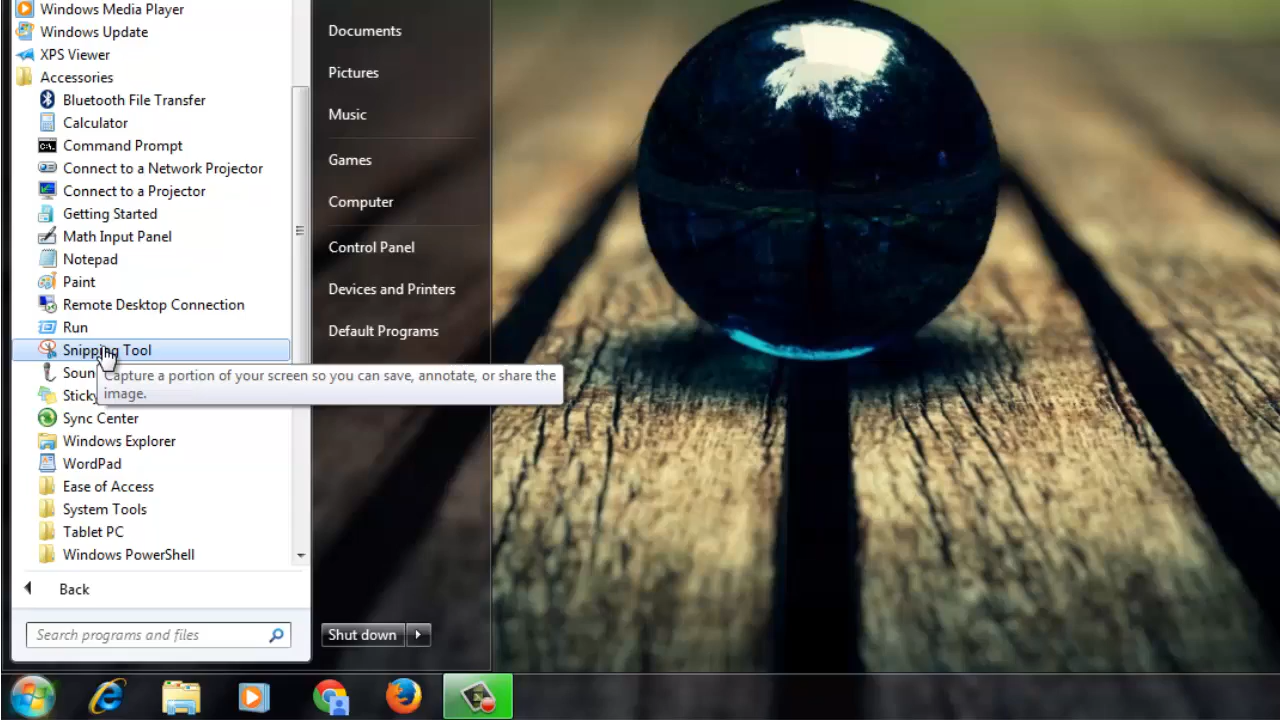 Windows Media Player
Windows Update
XPS Viewer
Accessories
Bluetooth File Transfer
Calculator
Command Prompt
Connect to a Network Projector
Connect to a Projector
Getting Started
Math Input Panel
Notepad
Paint
Remote Desktop Connection
Run
Snipping Tool
Soun
Sticky
Sync Center
Windows Explorer
WordPad
Ease of Access
System Tools
Tablet PC
Windows PowerShell
Back
Search programs and files
Documents
Pictures
Music
Games
Computer
Control Panel
Devices and Printers
Default Programs
Capture a portion of your screen so you can save, annotate, or share the
image.
Shut down